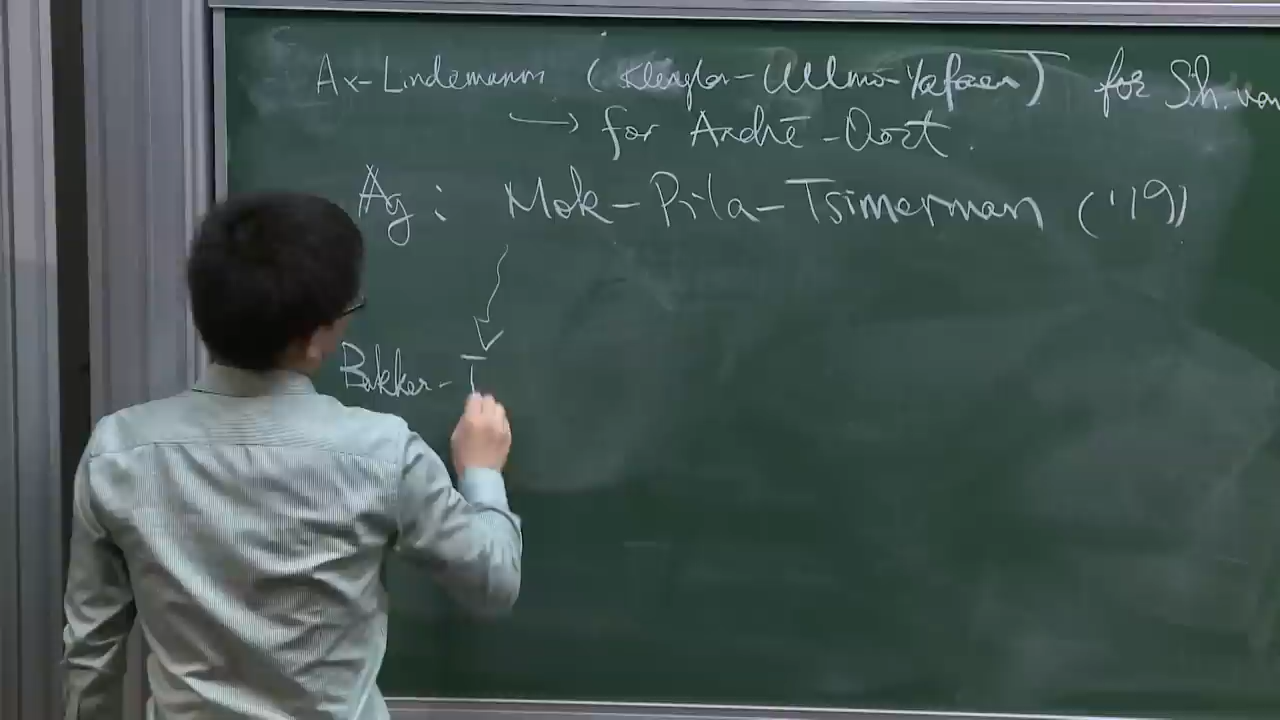 Ax-Lindemann (Klingler-Ullmo-Yafaev) for Sh. var
→ for André-Oort.
𝔸g : Mok-Pila-Tsimerman ('19)
Bakker- T